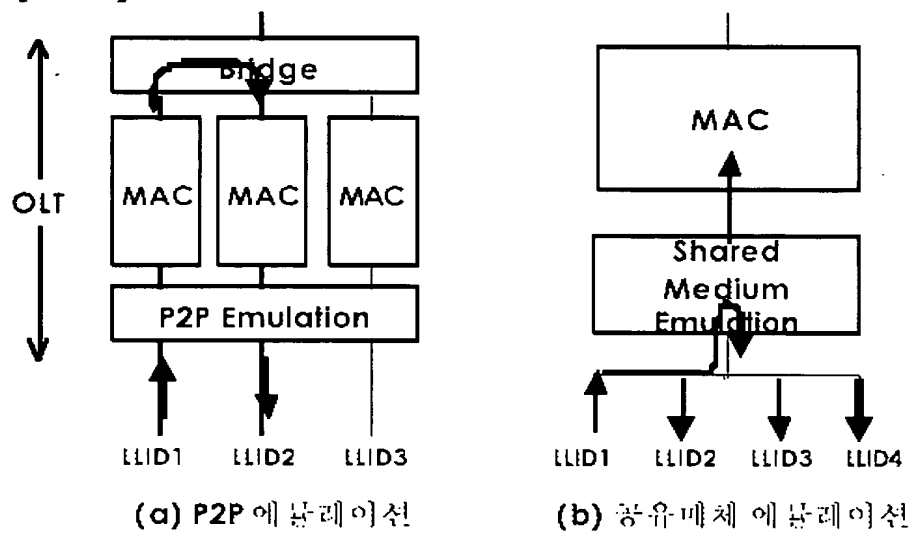 Bridge
MAC
MAC
MAC
OLT
P2P Emulation
LLID1
LLID2
LLID3
(a) P2P 에뮬레이션
MAC
Shared
Medium
Emulation
LLID1
LLID2
LLID3
LLID4
(b) 공유매체 에뮬레이션